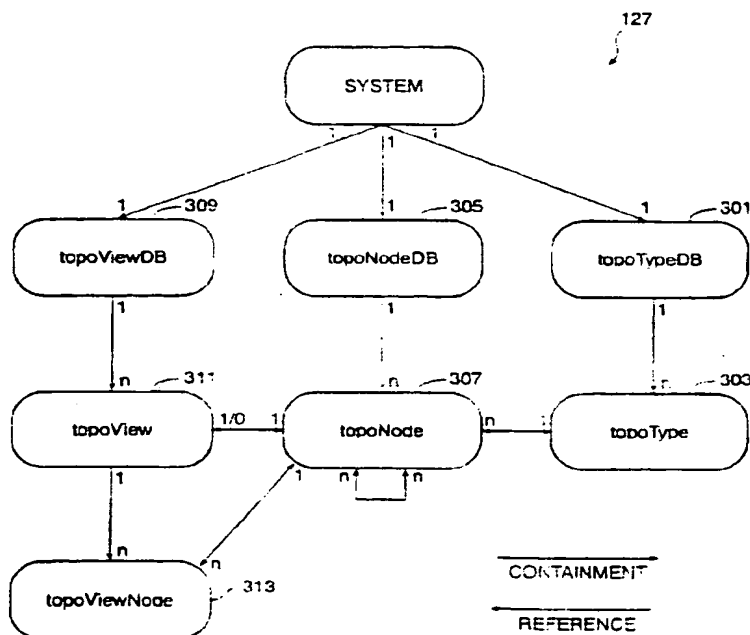 127
SYSTEM
1 1 1
1 309 1 305 1 301
topoViewDB topoNodeDB topoTypeDB
1 1 1
n 311 n 307 n 303
topoView 1/0 1 topoNode n 1 topoType
1 n n
1
n n
topoViewNode 313
CONTAINMENT
REFERENCE